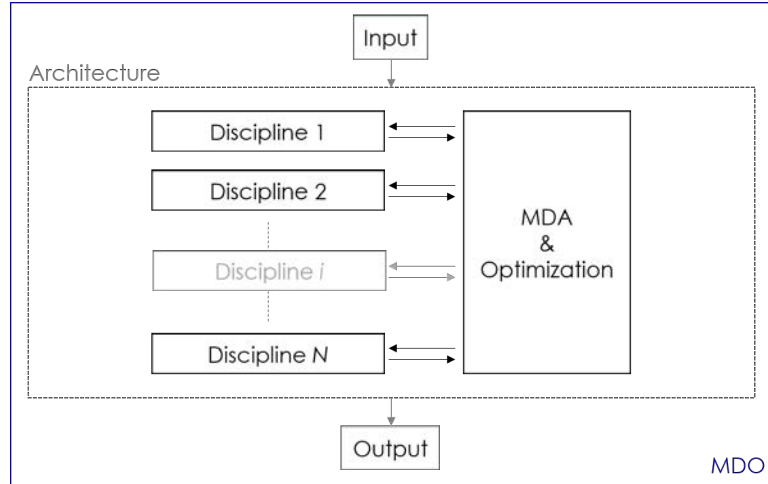 Input
Architecture
Discipline 1
Discipline 2
Discipline i
Discipline N
MDA
&
Optimization
Output
MDO